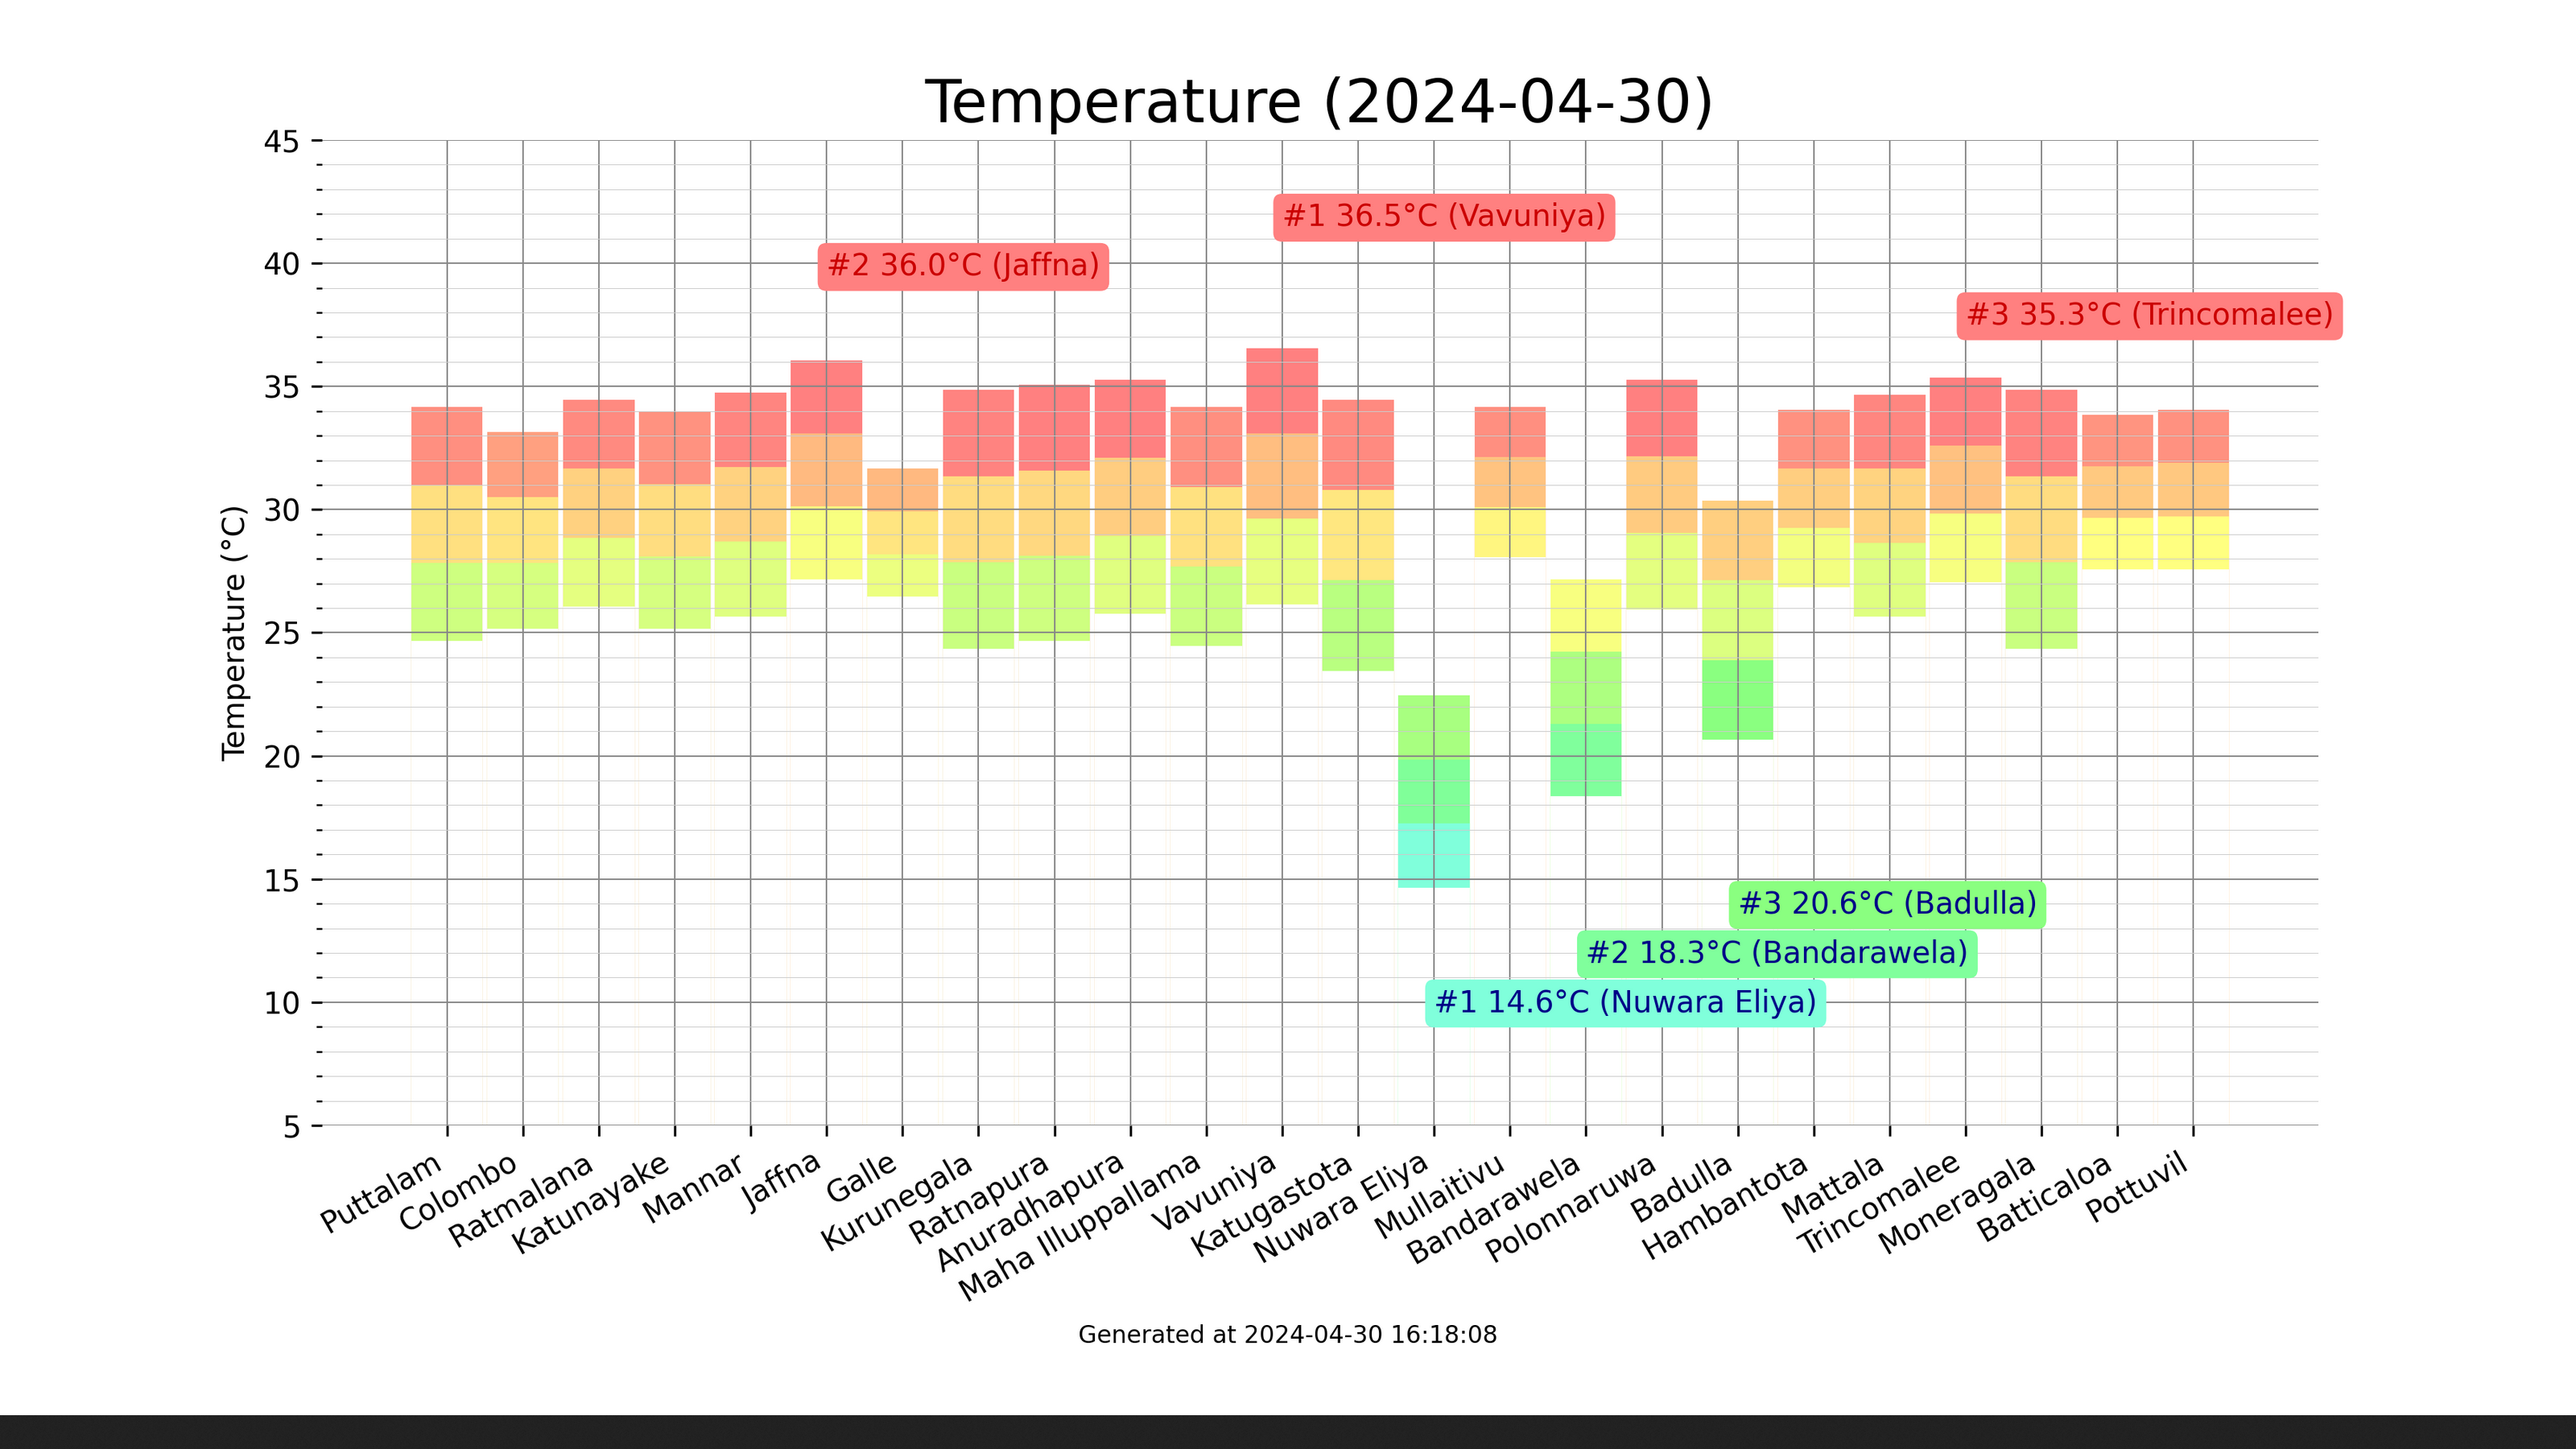 Temperature (2024-04-30)
45
40
35
30
25
20
15
10
5
Temperature (°C)
#1 36.5°C (Vavuniya)
#2 36.0°C (Jaffna)
#3 35.3°C (Trincomalee)
#3 20.6°C (Badulla)
#2 18.3°C (Bandarawela)
#1 14.6°C (Nuwara Eliya)
Puttalam
Colombo
Ratmalana
Katunayake
Mannar
Jaffna
Galle
Kurunegala
Ratnapura
Anuradhapura
Maha Illuppallama
Vavuniya
Katugastota
Nuwara Eliya
Mullaitivu
Bandarawela
Polonnaruwa
Badulla
Hambantota
Mattala
Trincomalee
Moneragala
Batticaloa
Pottuvil
Generated at 2024-04-30 16:18:08